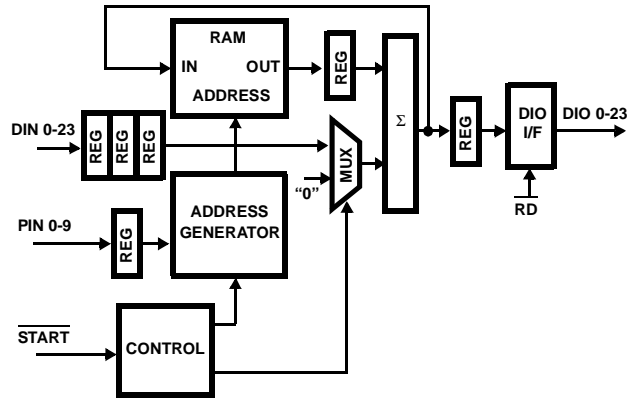 RAM
IN OUT
ADDRESS
REG
Σ
REG
DIO
I/F
DIO 0-23
RD
DIN 0-23
REG
REG
REG
MUX
“0”
PIN 0-9
REG
ADDRESS
GENERATOR
START
CONTROL